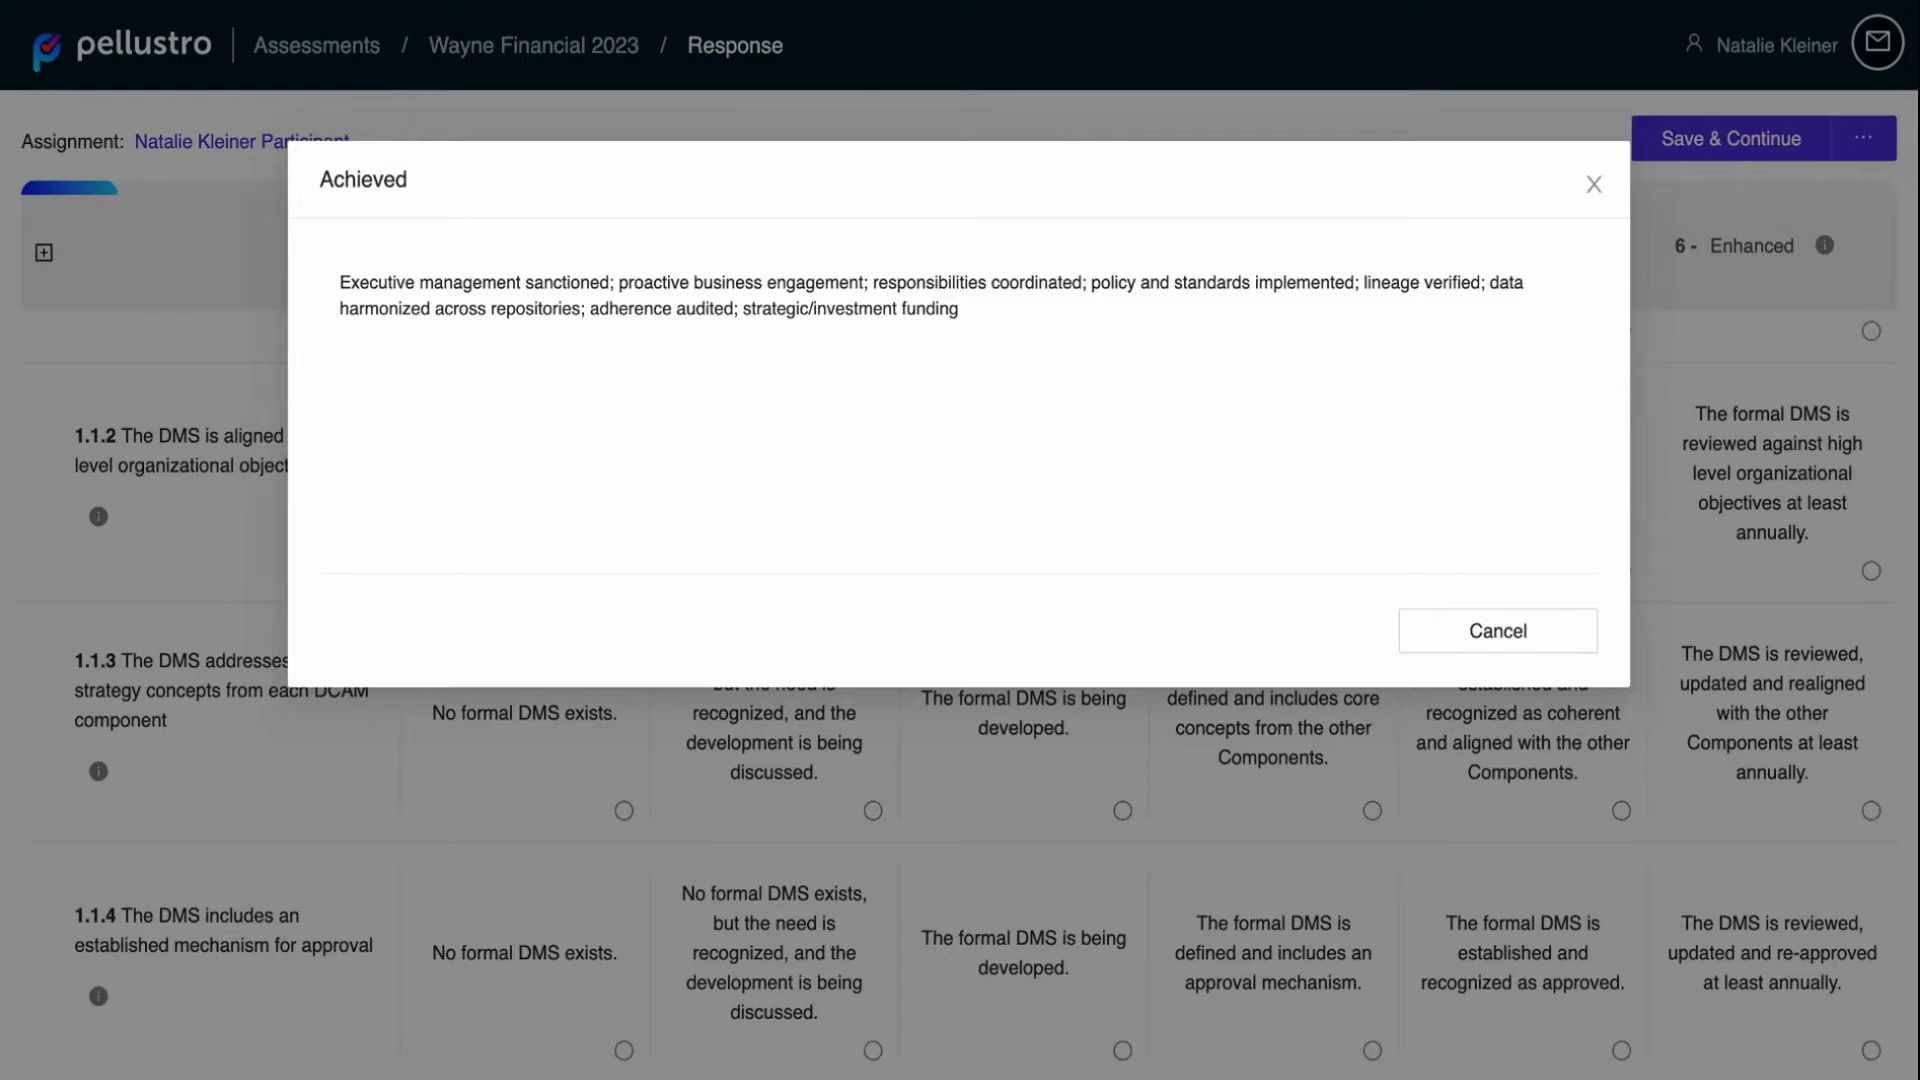 pellustro
Assessments / Wayne Financial 2023 / Response
Natalie Kleiner
Assignment: Natalie Kleiner Participant
Save & Continue
...
Achieved
X
6 - Enhanced
Executive management sanctioned; proactive business engagement; responsibilities coordinated; policy and standards implemented; lineage verified; data
harmonized across repositories; adherence audited; strategic/investment funding
Cancel
1.1.2 The DMS is aligned
level organizational object
The formal DMS is
reviewed against high
level organizational
objectives at least
annually.
1.1.3 The DMS addresses
strategy concepts from each DCAM
component
No formal DMS exists.
but the need is
recognized, and the
development is being
discussed.
The formal DMS is being
developed.
defined and includes core
concepts from the other
Components.
established and
recognized as coherent
and aligned with the other
Components.
The DMS is reviewed,
updated and realigned
with the other
Components at least
annually.
1.1.4 The DMS includes an
established mechanism for approval
No formal DMS exists.
No formal DMS exists,
but the need is
recognized, and the
development is being
discussed.
The formal DMS is being
developed.
The formal DMS is
defined and includes an
approval mechanism.
The formal DMS is
established and
recognized as approved.
The DMS is reviewed,
updated and re-approved
at least annually.